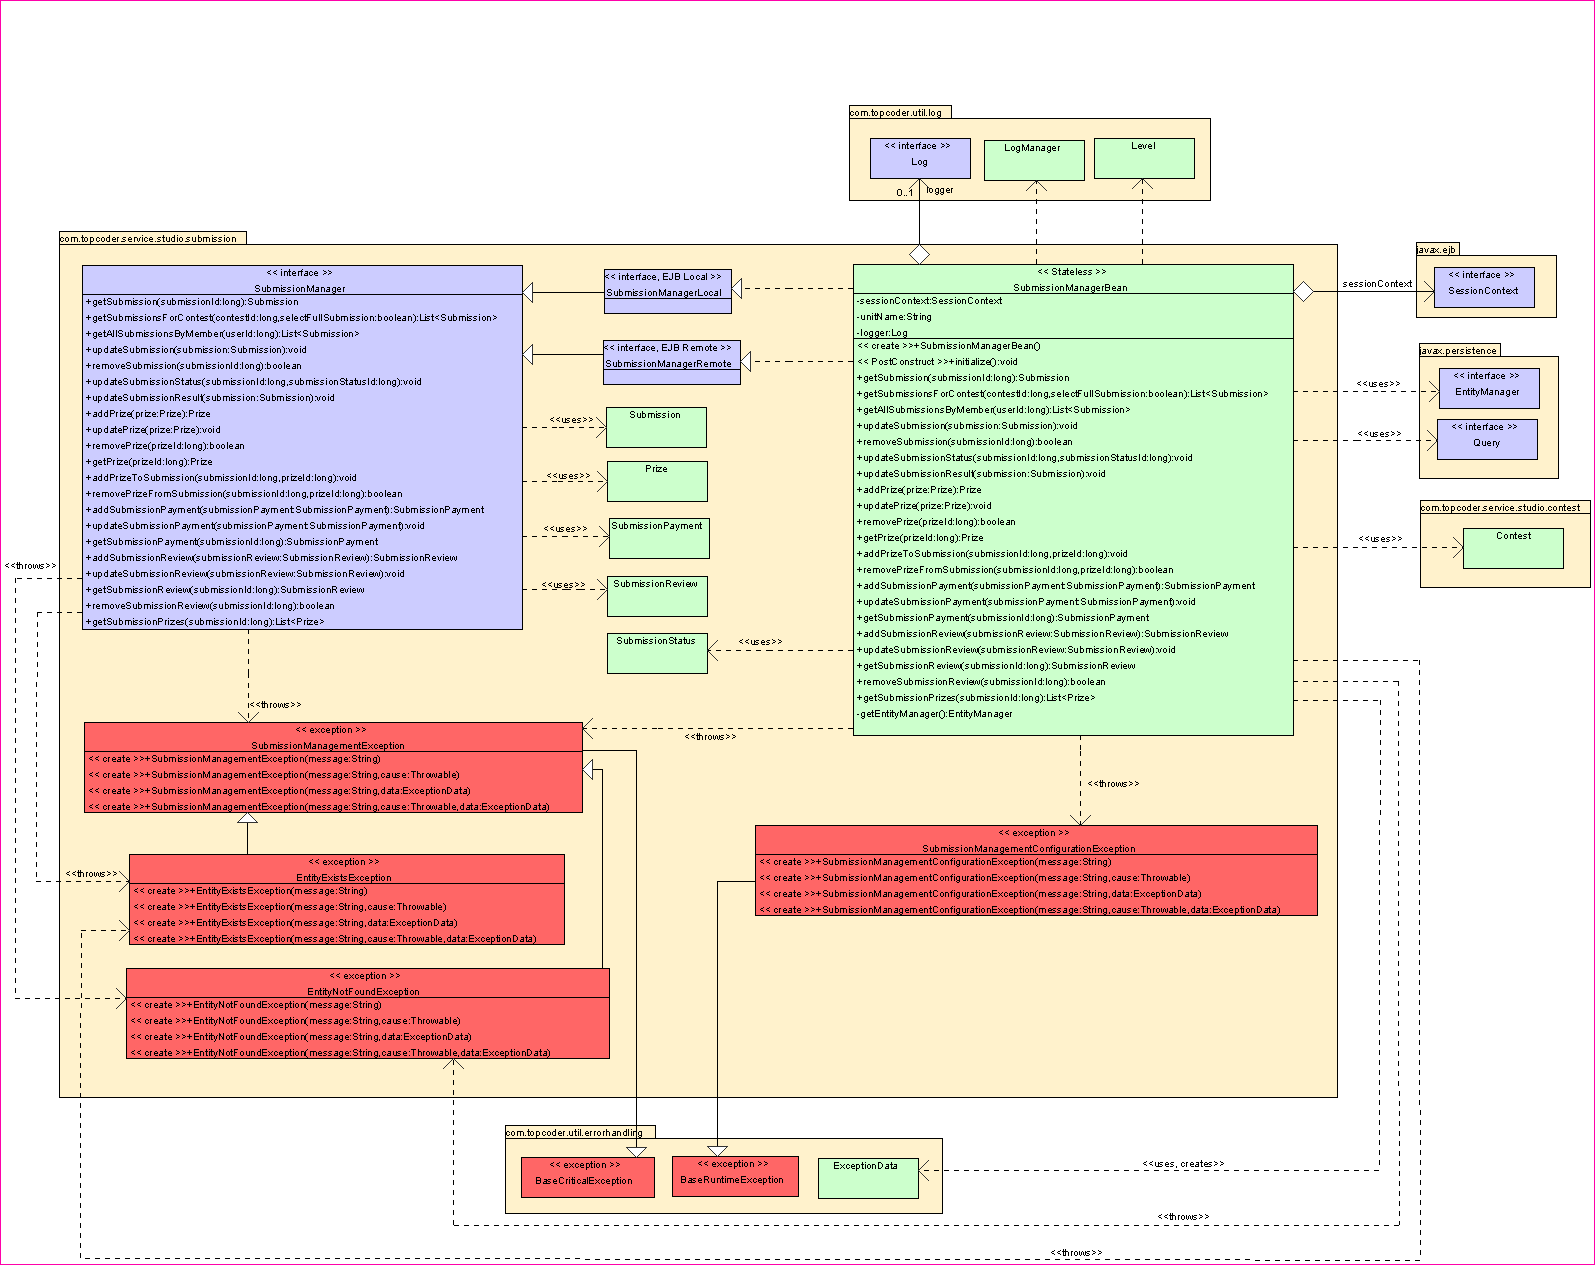 com.topcoder.util.log
<< interface >>
Log
LogManager
Level
0..1
logger
com.topcoder.service.studio.submission
<< interface >>
SubmissionManager
+getSubmission(submissionId:long):Submission
+getSubmissionsForContest(contestId:long,selectFullSubmission:boolean):List<Submission>
+getAllSubmissionsByMember(userId:long):List<Submission>
+updateSubmission(submission:Submission):void
+removeSubmission(submissionId:long):boolean
+updateSubmissionStatus(submissionId:long,submissionStatusId:long):void
+updateSubmissionResult(submission:Submission):void
+addPrize(prize:Prize):Prize
+updatePrize(prize:Prize):void
+removePrize(prizeId:long):boolean
+getPrize(prizeId:long):Prize
+addPrizeToSubmission(submissionId:long,prizeId:long):void
+removePrizeFromSubmission(submissionId:long,prizeId:long):boolean
+addSubmissionPayment(submissionPayment:SubmissionPayment):SubmissionPayment
+updateSubmissionPayment(submissionPayment:SubmissionPayment):void
+getSubmissionPayment(submissionId:long):SubmissionPayment
+addSubmissionReview(submissionReview:SubmissionReview):SubmissionReview
+updateSubmissionReview(submissionReview:SubmissionReview):void
+getSubmissionReview(submissionId:long):SubmissionReview
+removeSubmissionReview(submissionId:long):boolean
+getSubmissionPrizes(submissionId:long):List<Prize>
<< interface, EJB Local >>
SubmissionManagerLocal
<< interface, EJB Remote >>
SubmissionManagerRemote
<<uses>>
Submission
<<uses>>
Prize
<<uses>>
SubmissionPayment
<<uses>>
SubmissionReview
SubmissionStatus
<<uses>>
<< Stateless >>
SubmissionManagerBean
-sessionContext:SessionContext
-unitName:String
-logger:Log
<< create >>+SubmissionManagerBean()
<< PostConstruct >>+initialize():void
+getSubmission(submissionId:long):Submission
+getSubmissionsForContest(contestId:long,selectFullSubmission:boolean):List<Submission>
+getAllSubmissionsByMember(userId:long):List<Submission>
+updateSubmission(submission:Submission):void
+removeSubmission(submissionId:long):boolean
+updateSubmissionStatus(submissionId:long,submissionStatusId:long):void
+updateSubmissionResult(submission:Submission):void
+addPrize(prize:Prize):Prize
+updatePrize(prize:Prize):void
+removePrize(prizeId:long):boolean
+getPrize(prizeId:long):Prize
+addPrizeToSubmission(submissionId:long,prizeId:long):void
+removePrizeFromSubmission(submissionId:long,prizeId:long):boolean
+addSubmissionPayment(submissionPayment:SubmissionPayment):SubmissionPayment
+updateSubmissionPayment(submissionPayment:SubmissionPayment):void
+getSubmissionPayment(submissionId:long):SubmissionPayment
+addSubmissionReview(submissionReview:SubmissionReview):SubmissionReview
+updateSubmissionReview(submissionReview:SubmissionReview):void
+getSubmissionReview(submissionId:long):SubmissionReview
+removeSubmissionReview(submissionId:long):boolean
+getSubmissionPrizes(submissionId:long):List<Prize>
-getEntityManager():EntityManager
sessionContext
javax.ejb
<< interface >>
SessionContext
javax.persistence
<<uses>>
<< interface >>
EntityManager
<<uses>>
<< interface >>
Query
com.topcoder.service.studio.contest
<<uses>>
Contest
<<throws>>
<<throws>>
<<throws>>
<<throws>>
<<throws>>
<< exception >>
SubmissionManagementException
<< create >>+SubmissionManagementException(message:String)
<< create >>+SubmissionManagementException(message:String,cause:Throwable)
<< create >>+SubmissionManagementException(message:String,data:ExceptionData)
<< create >>+SubmissionManagementException(message:String,cause:Throwable,data:ExceptionData)
<< exception >>
EntityExistsException
<< create >>+EntityExistsException(message:String)
<< create >>+EntityExistsException(message:String,cause:Throwable)
<< create >>+EntityExistsException(message:String,data:ExceptionData)
<< create >>+EntityExistsException(message:String,cause:Throwable,data:ExceptionData)
<< exception >>
EntityNotFoundException
<< create >>+EntityNotFoundException(message:String)
<< create >>+EntityNotFoundException(message:String,cause:Throwable)
<< create >>+EntityNotFoundException(message:String,data:ExceptionData)
<< create >>+EntityNotFoundException(message:String,cause:Throwable,data:ExceptionData)
<< exception >>
SubmissionManagementConfigurationException
<< create >>+SubmissionManagementConfigurationException(message:String)
<< create >>+SubmissionManagementConfigurationException(message:String,cause:Throwable)
<< create >>+SubmissionManagementConfigurationException(message:String,data:ExceptionData)
<< create >>+SubmissionManagementConfigurationException(message:String,cause:Throwable,data:ExceptionData)
com.topcoder.util.errorhandling
<< exception >>
BaseCriticalException
<< exception >>
BaseRuntimeException
ExceptionData
<<uses, creates>>
<<throws>>
<<throws>>